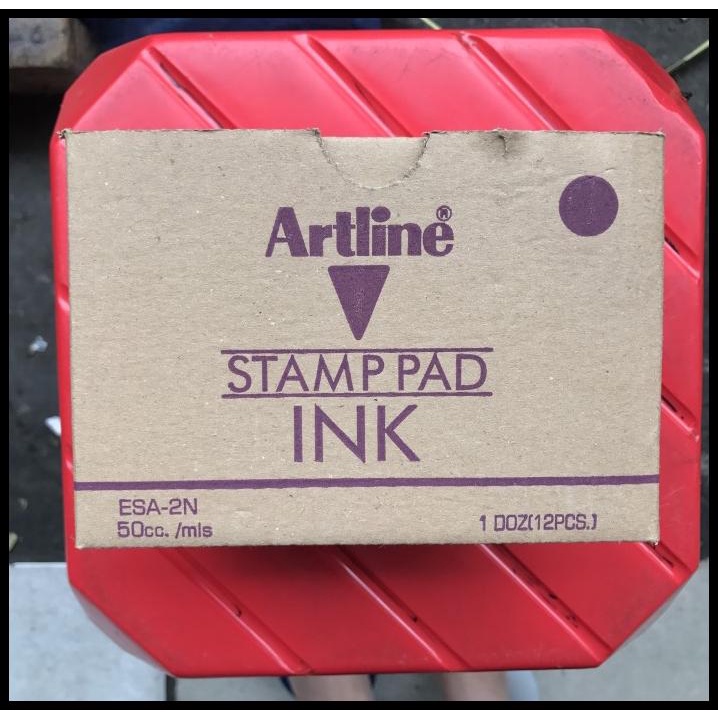 Artline®
STAMP PAD
INK
ESA-2N
50cc. /mls
1 DOZ(12PCS.)